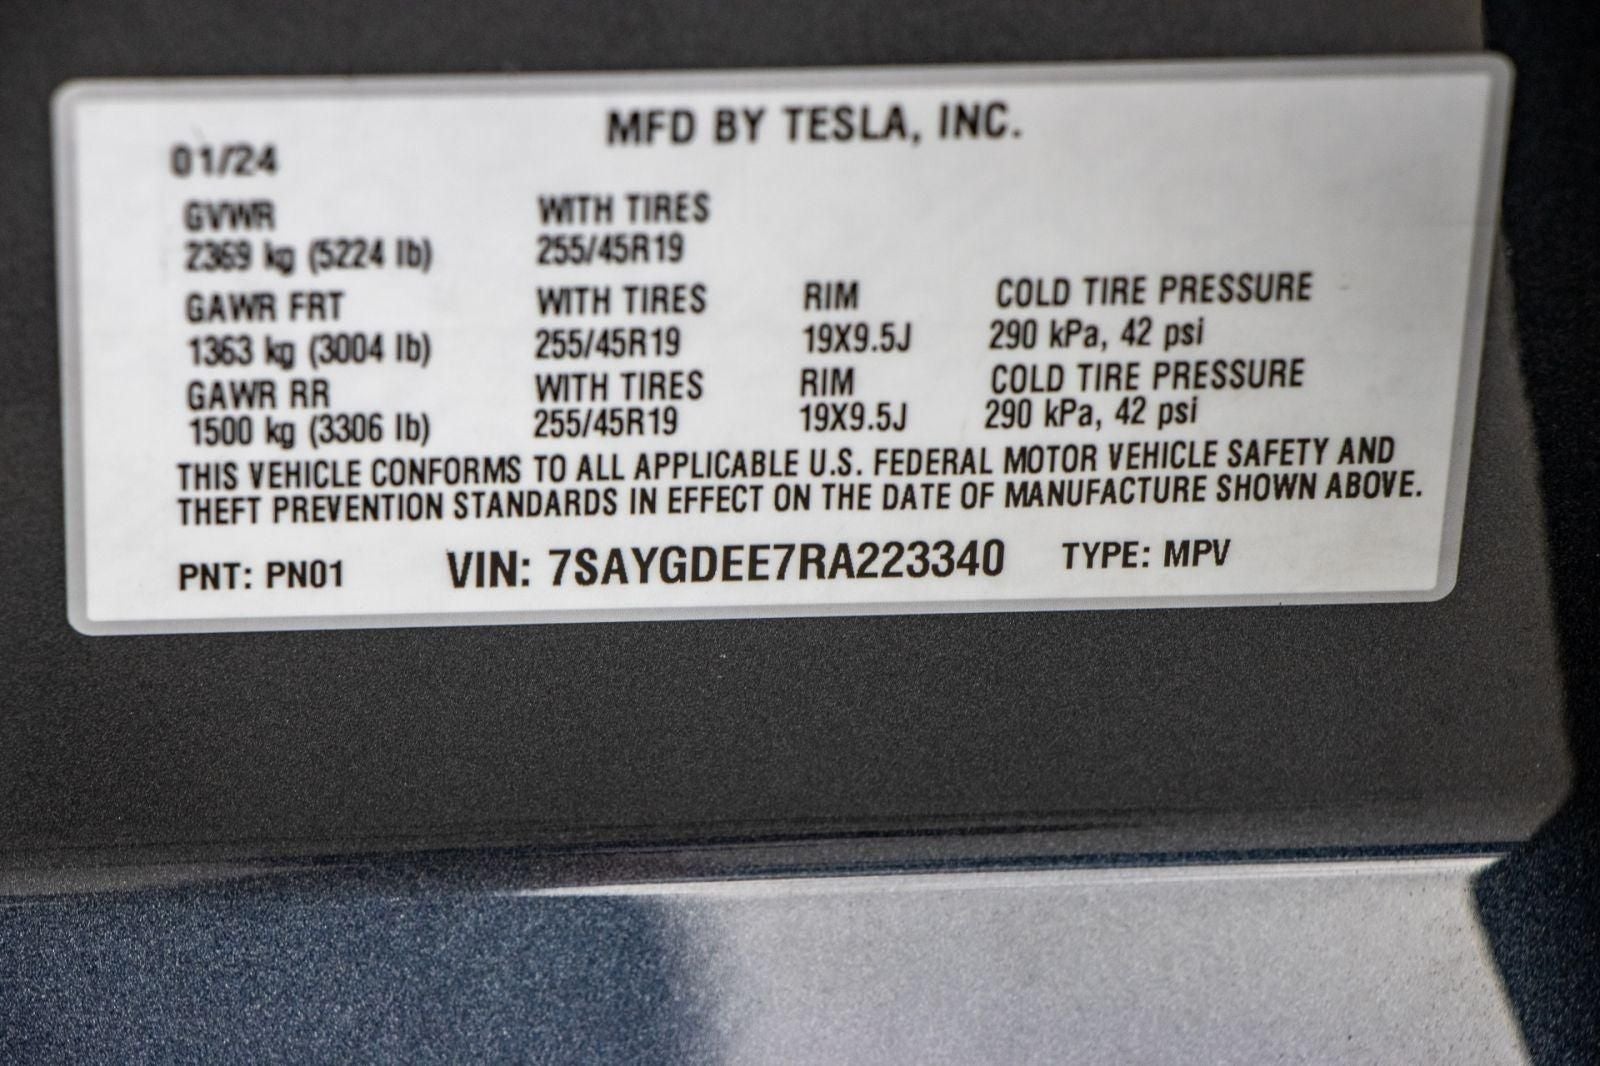 MFD BY TESLA, INC.
01/24
GVWR WITH TIRES
2369 kg (5224 lb) 255/45R19
GAWR FRT WITH TIRES RIM COLD TIRE PRESSURE
1363 kg (3004 lb) 255/45R19 19X9.5J 290 kPa, 42 psi
GAWR RR WITH TIRES RIM COLD TIRE PRESSURE
1500 kg (3306 lb) 255/45R19 19X9.5J 290 kPa, 42 psi
THIS VEHICLE CONFORMS TO ALL APPLICABLE U.S. FEDERAL MOTOR VEHICLE SAFETY AND
THEFT PREVENTION STANDARDS IN EFFECT ON THE DATE OF MANUFACTURE SHOWN ABOVE.
PNT: PN01 VIN: 7SAYGDEE7RA223340 TYPE: MPV